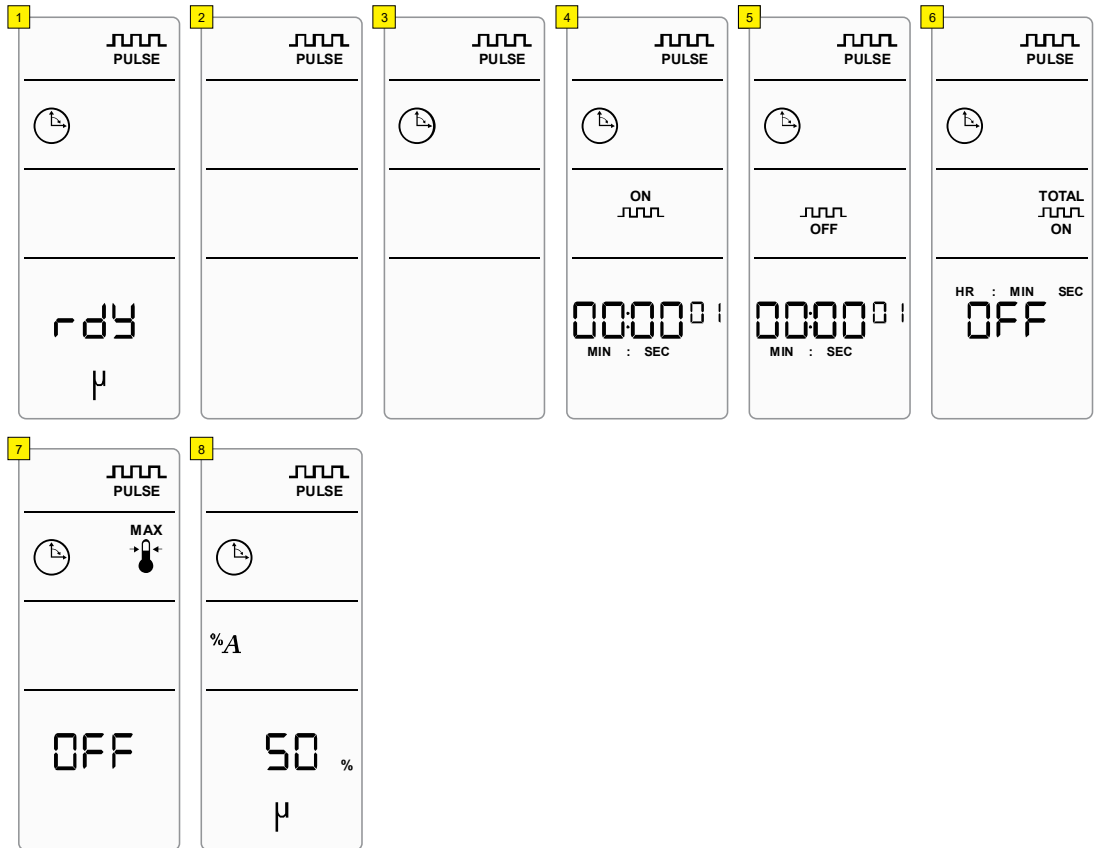 1
PULSE
rdY
µ
2
PULSE
3
PULSE
4
PULSE
ON
00:00 01
MIN : SEC
5
PULSE
OFF
00:00 01
MIN : SEC
6
PULSE
TOTAL
ON
HR : MIN SEC
OFF
7
PULSE
MAX
OFF
8
PULSE
%A
50 %
µ